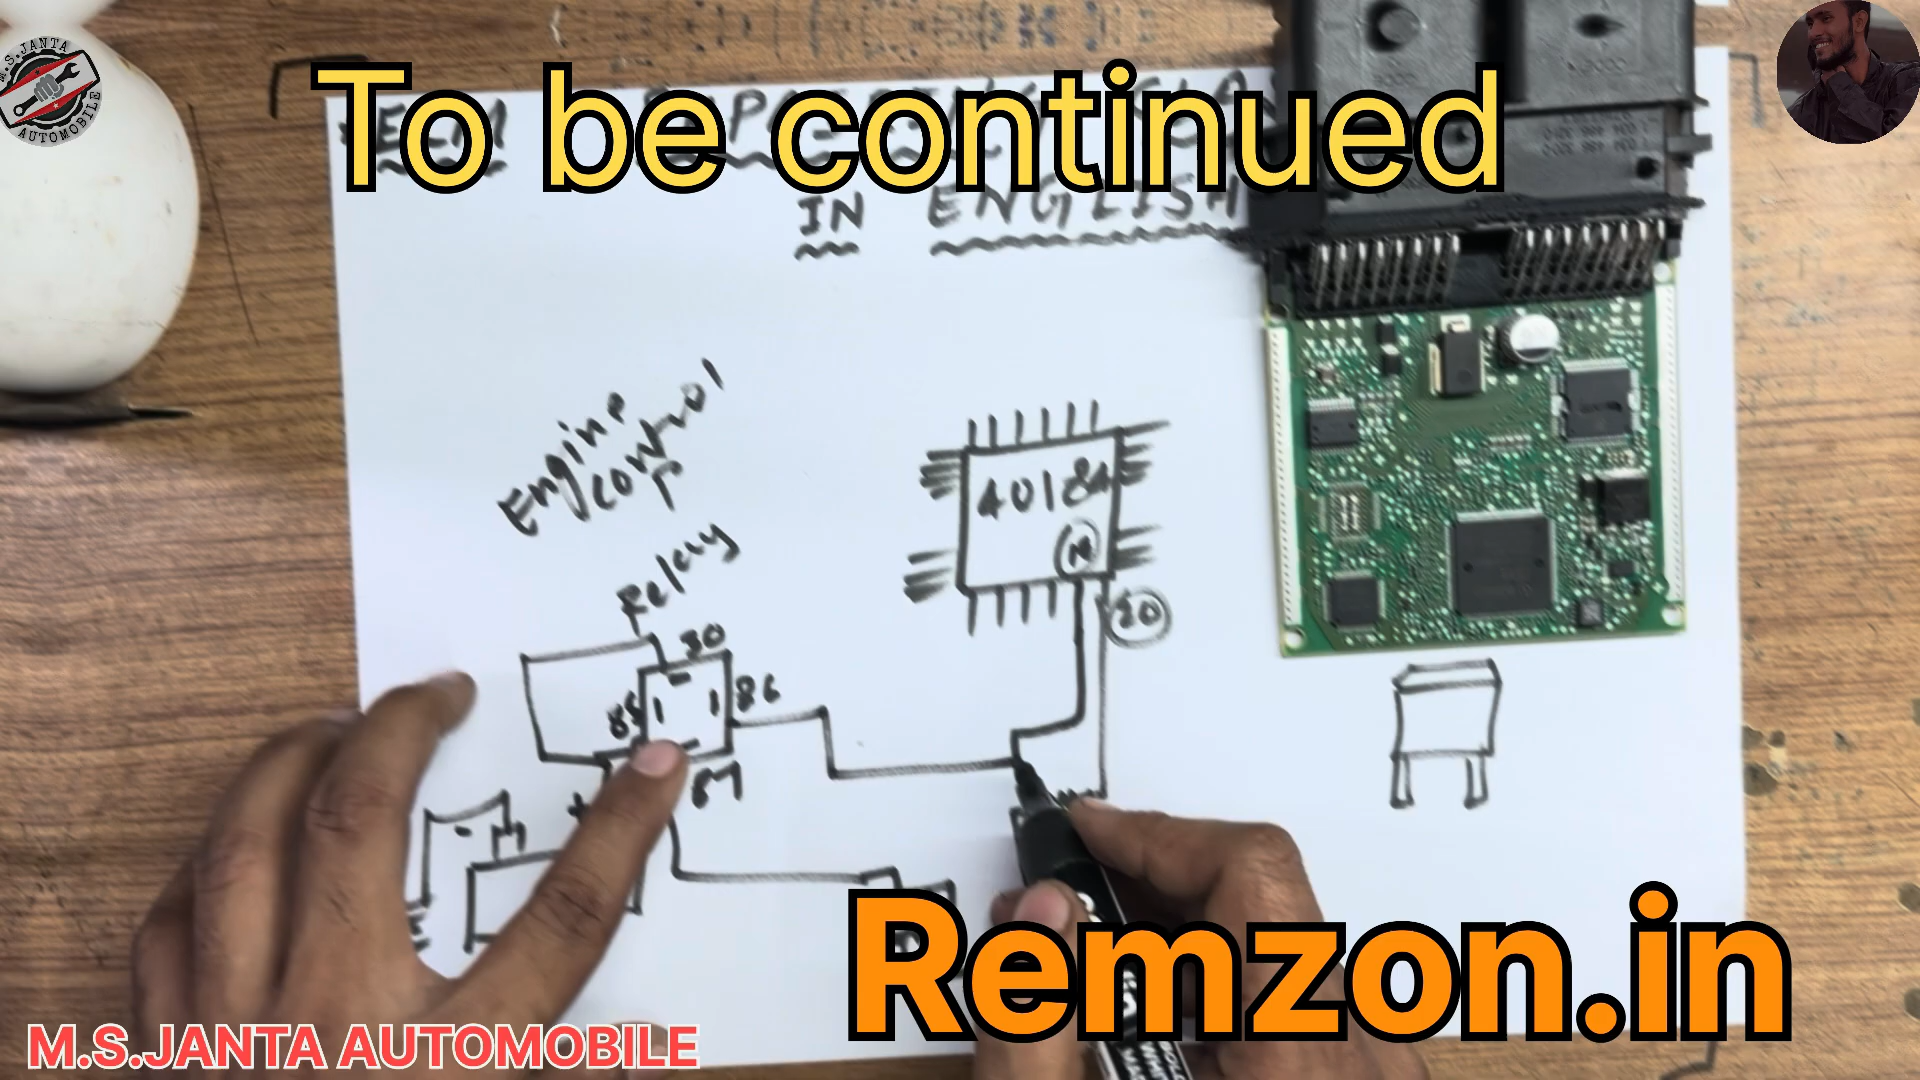 M.S.JANTA
AUTOMOBILE
To be continued
IN ENGLISH
Engine
control
Relay
40184
20
30
85
86
87
-
+
Remzon.in
M.S.JANTA AUTOMOBILE